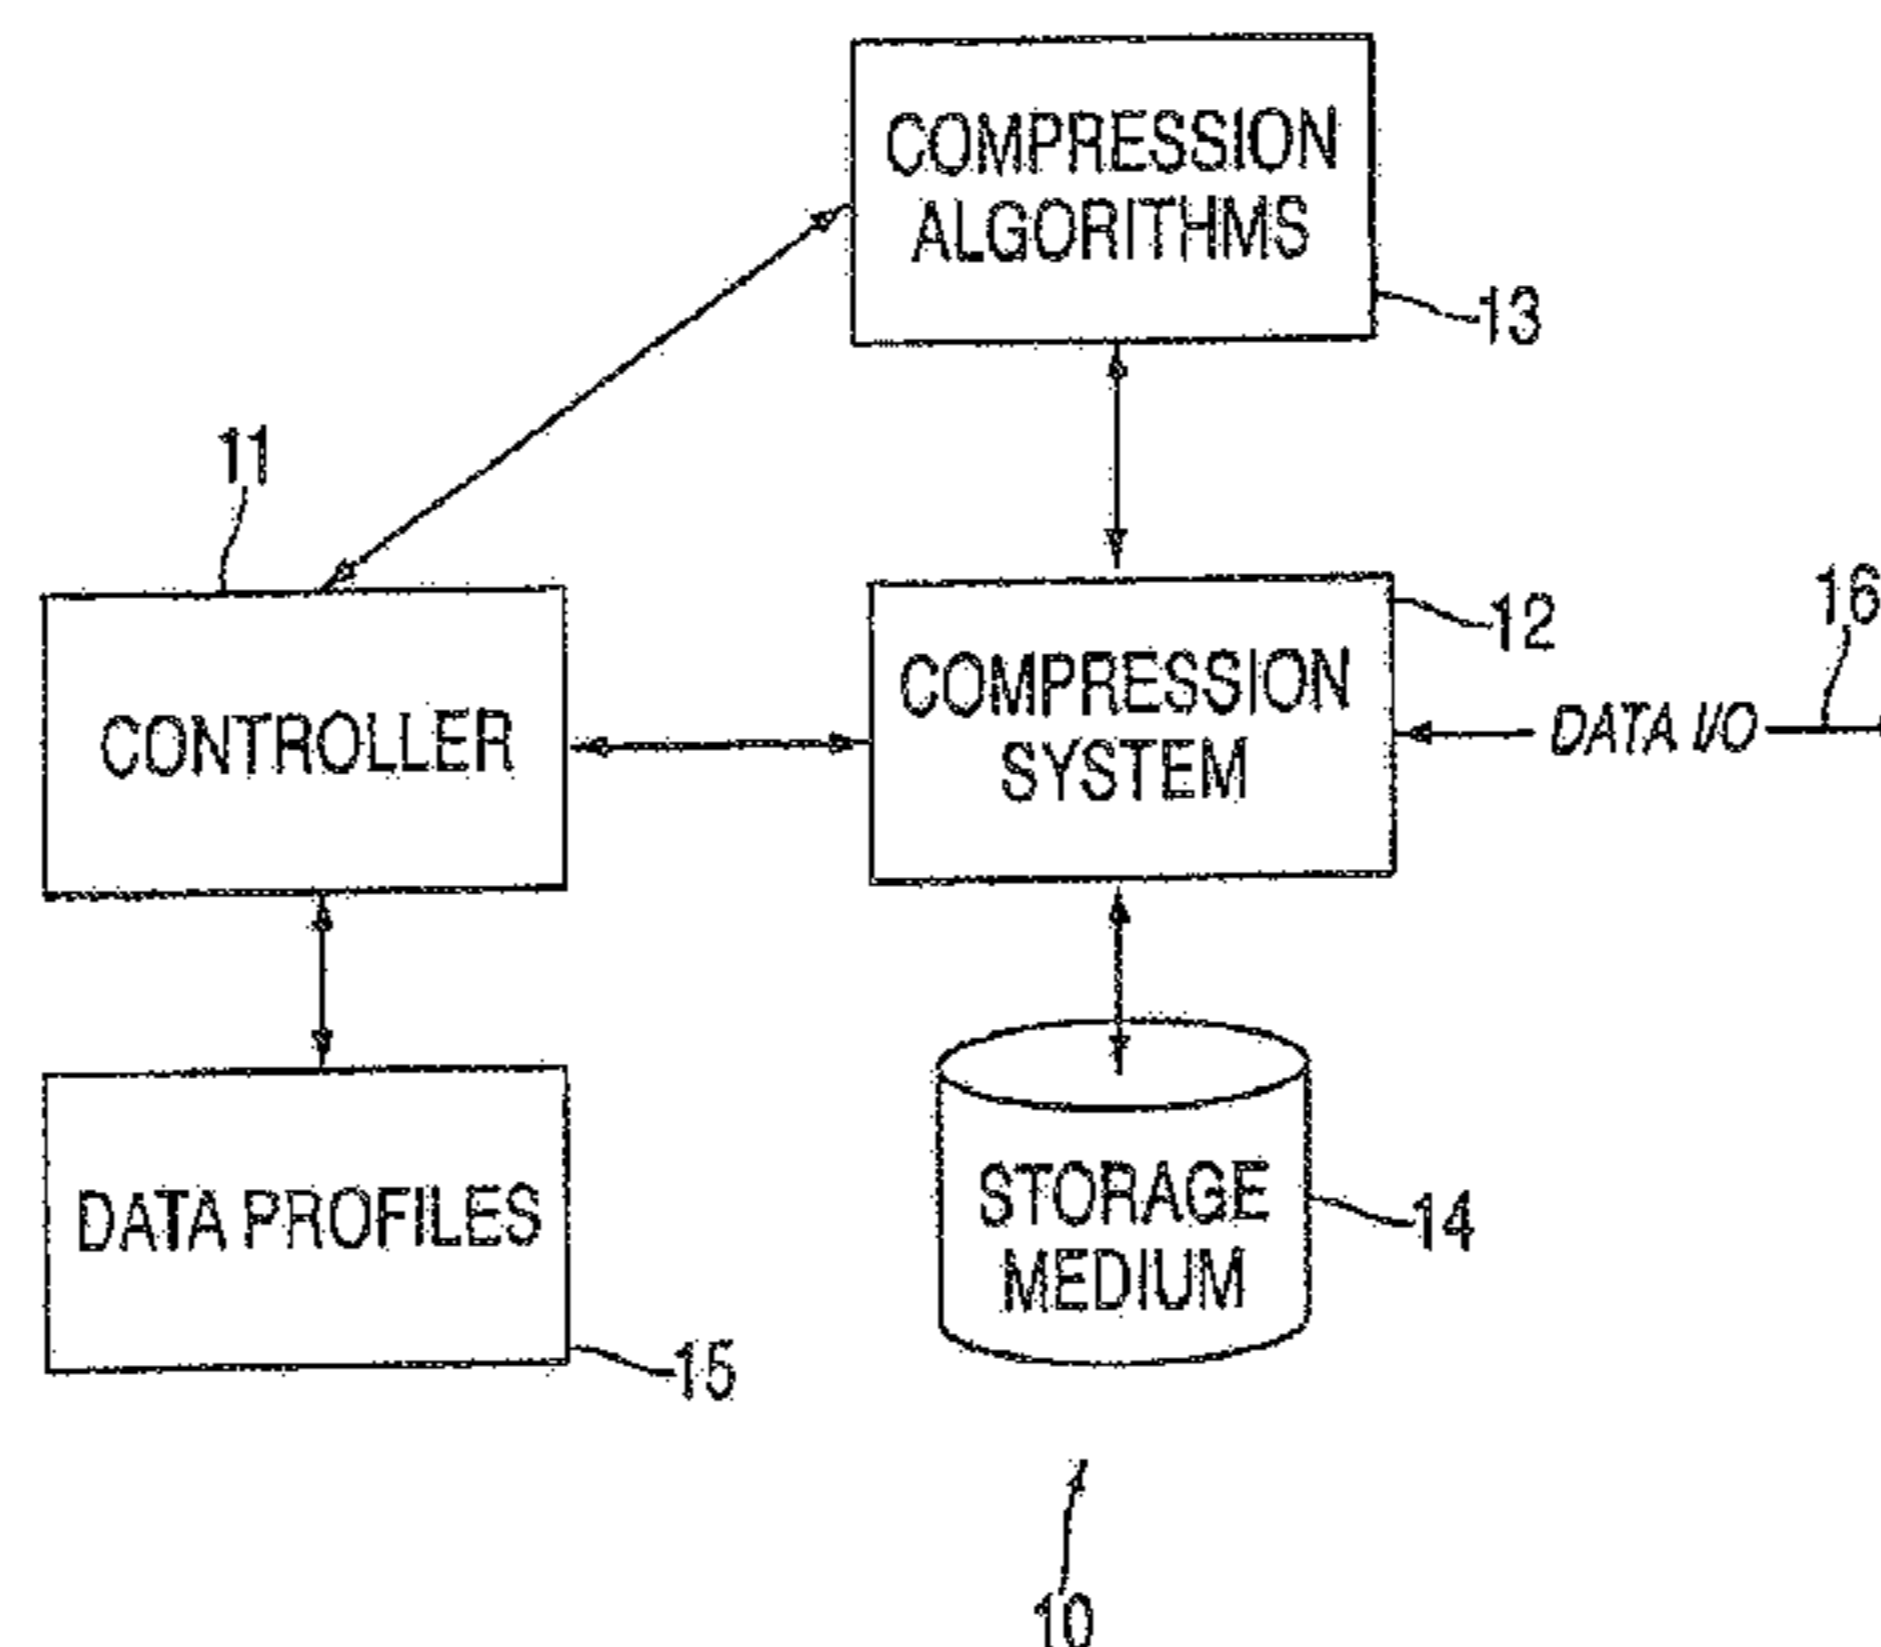 COMPRESSION
ALGORITHMS
13
11
CONTROLLER
COMPRESSION
SYSTEM
12
16
DATA I/O
DATA PROFILES
15
STORAGE
MEDIUM
14
10